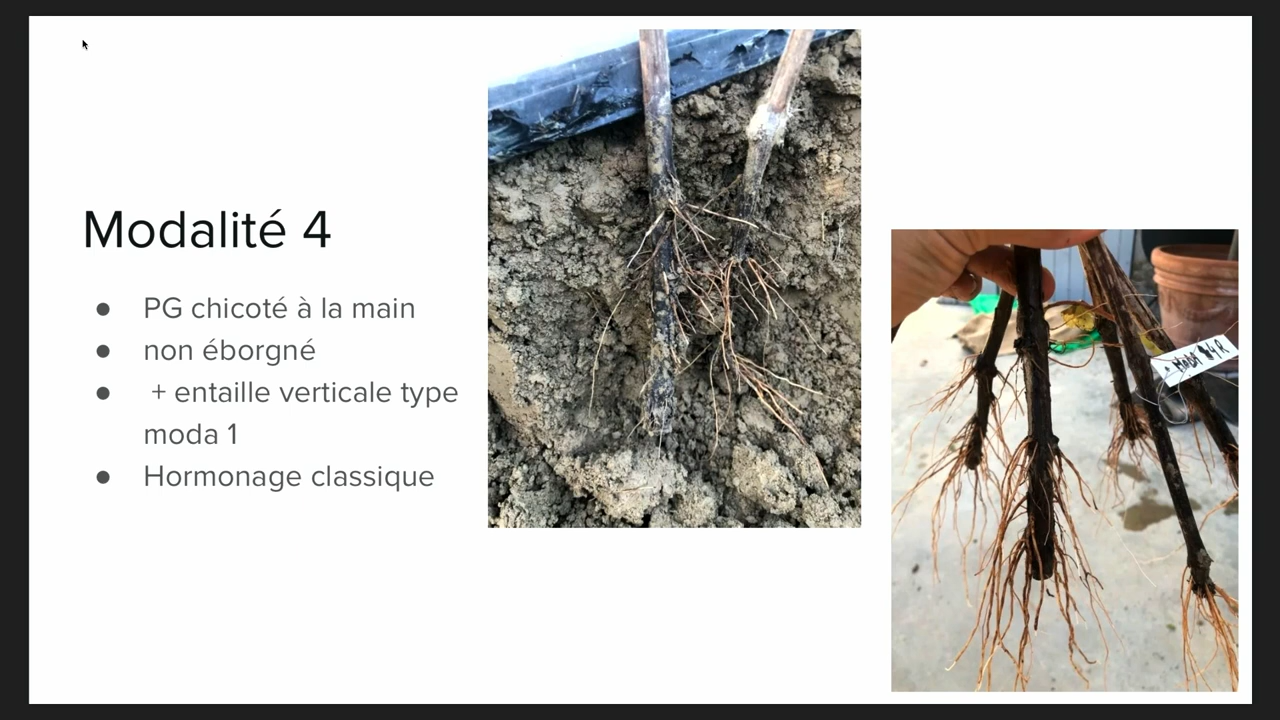 Modalité 4
● PG chicoté à la main
● non éborgné
● + entaille verticale type
moda 1
● Hormonage classique